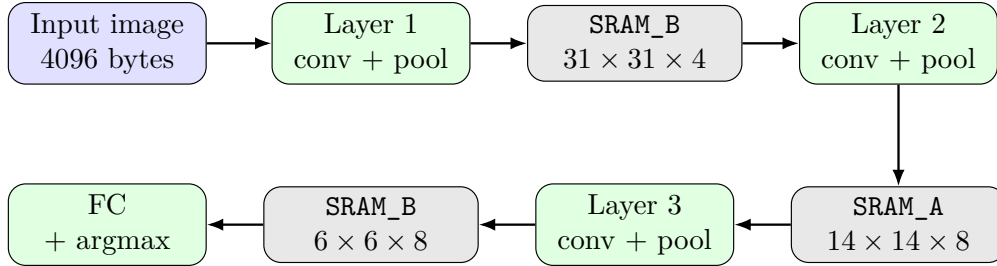 Input image
4096 bytes
Layer 1
conv + pool
SRAM_B
31 × 31 × 4
Layer 2
conv + pool
SRAM_A
14 × 14 × 8
Layer 3
conv + pool
SRAM_B
6 × 6 × 8
FC
+ argmax